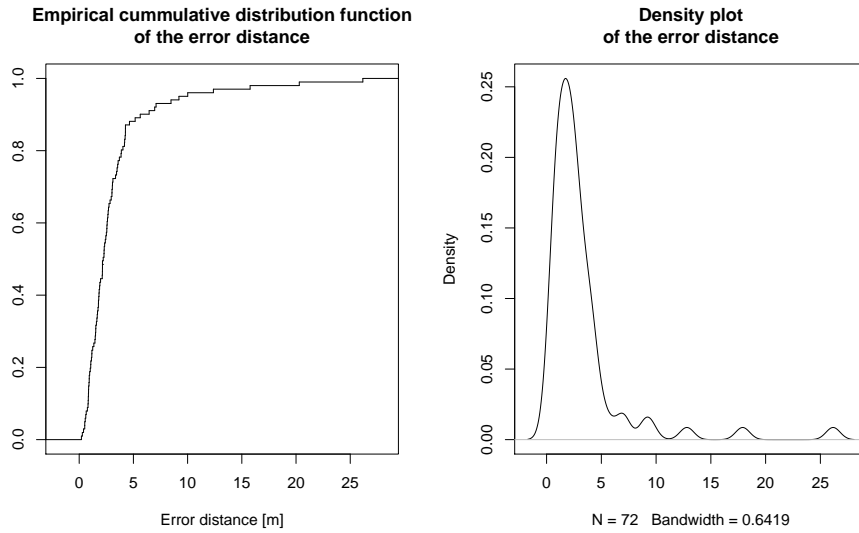 Empirical cummulative distribution function
of the error distance
1.0
0.8
0.6
0.4
0.2
0.0
0 5 10 15 20 25
Error distance [m]
Density plot
of the error distance
Density
0.25
0.20
0.15
0.10
0.05
0.00
0 5 10 15 20 25
N = 72 Bandwidth = 0.6419